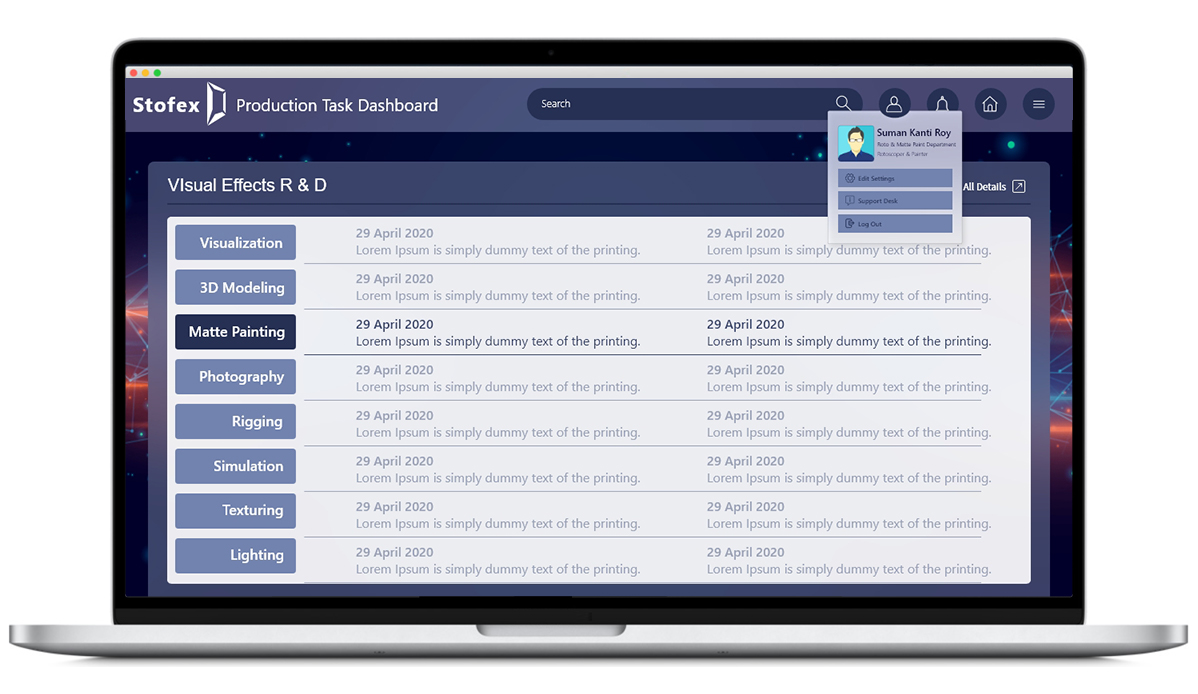 Stofex
Production Task Dashboard
Search
Suman Kanti Roy
Roto & Matte Paint Department
Rotoscoper & Painter
Edit Settings
Support Desk
Log Out
VIsual Effects R & D
All Details
Visualization
29 April 2020
Lorem Ipsum is simply dummy text of the printing.
29 April 2020
Lorem Ipsum is simply dummy text of the printing.
3D Modeling
29 April 2020
Lorem Ipsum is simply dummy text of the printing.
29 April 2020
Lorem Ipsum is simply dummy text of the printing.
Matte Painting
29 April 2020
Lorem Ipsum is simply dummy text of the printing.
29 April 2020
Lorem Ipsum is simply dummy text of the printing.
Photography
29 April 2020
Lorem Ipsum is simply dummy text of the printing.
29 April 2020
Lorem Ipsum is simply dummy text of the printing.
Rigging
29 April 2020
Lorem Ipsum is simply dummy text of the printing.
29 April 2020
Lorem Ipsum is simply dummy text of the printing.
Simulation
29 April 2020
Lorem Ipsum is simply dummy text of the printing.
29 April 2020
Lorem Ipsum is simply dummy text of the printing.
Texturing
29 April 2020
Lorem Ipsum is simply dummy text of the printing.
29 April 2020
Lorem Ipsum is simply dummy text of the printing.
Lighting
29 April 2020
Lorem Ipsum is simply dummy text of the printing.
29 April 2020
Lorem Ipsum is simply dummy text of the printing.